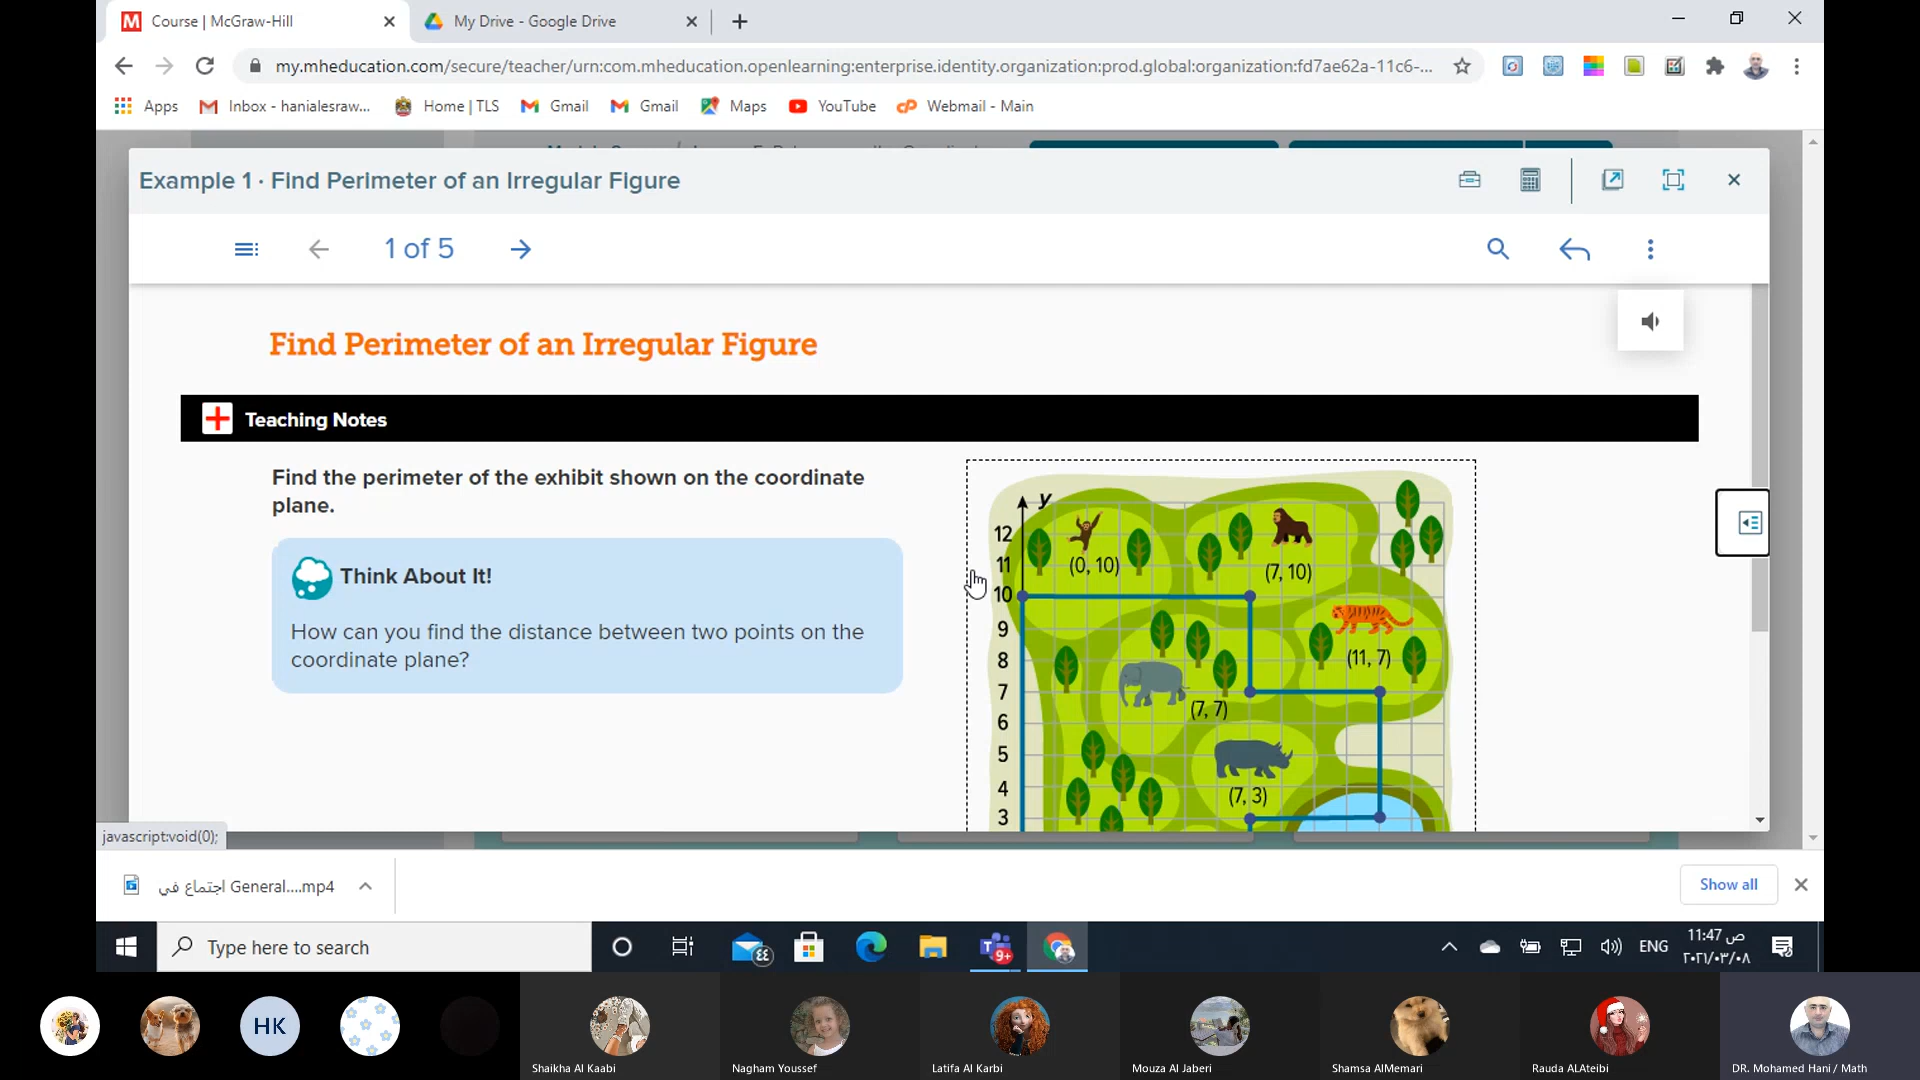 Course | McGraw-Hill
My Drive - Google Drive
my.mheducation.com/secure/teacher/urn:com.mheducation.openlearning:enterprise.identity.organization:prod.global:organization:fd7ae62a-11c6-...
Apps
Inbox - hanialesraw...
Home | TLS
Gmail
Gmail
Maps
YouTube
Webmail - Main
Example 1 · Find Perimeter of an Irregular Figure
1 of 5
Find Perimeter of an Irregular Figure
Teaching Notes
Find the perimeter of the exhibit shown on the coordinate
plane.
Think About It!
How can you find the distance between two points on the
coordinate plane?
y
12
11
10
9
8
7
6
5
4
3
(0, 10)
(7, 10)
(11, 7)
(7, 7)
(7, 3)
javascript:void(0);
اجتماع في General....mp4
Show all
Type here to search
٤٤
9+
ENG
11:47 ص
٢٠٢١/٠٣/٠٨
HK
Shaikha Al Kaabi
Nagham Youssef
Latifa Al Karbi
Mouza Al Jaberi
Shamsa AlMemari
Rauda ALAteibi
DR. Mohamed Hani / Math